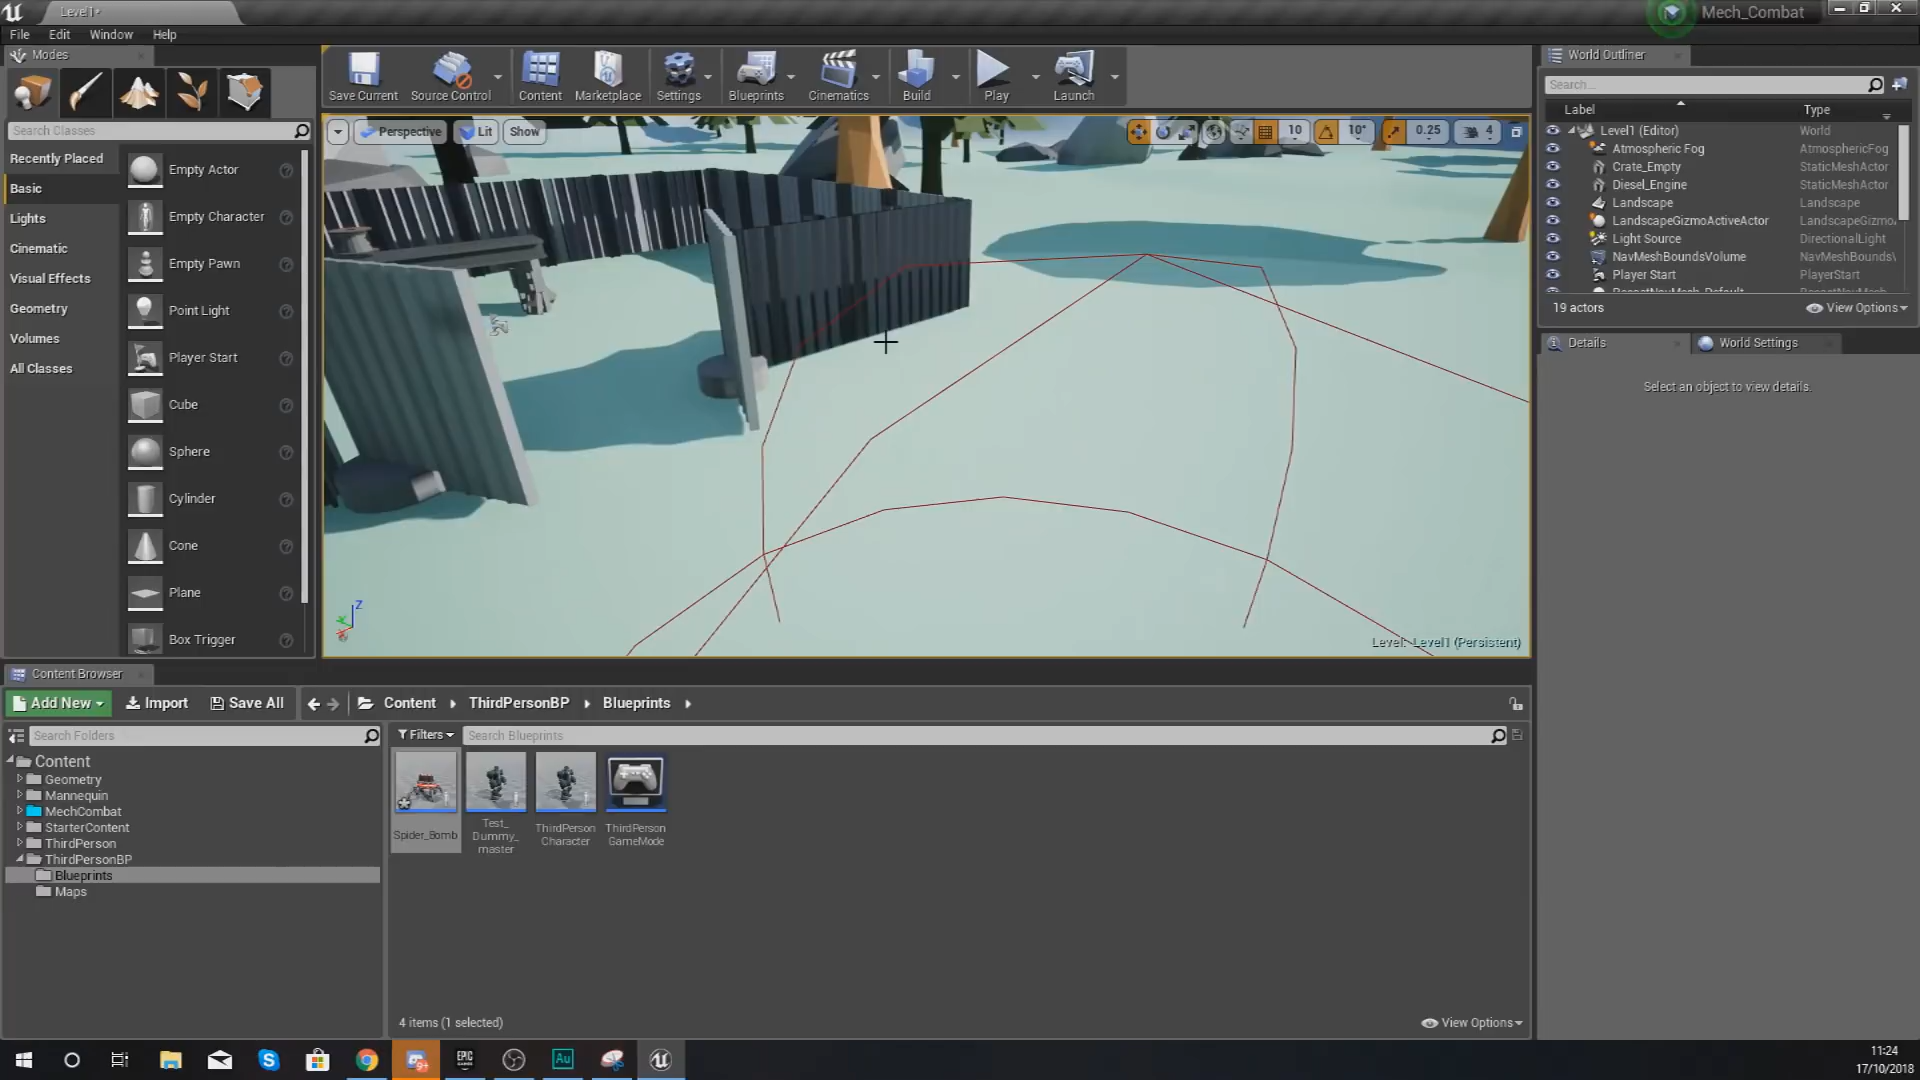 Level1*
Mech_Combat
File Edit Window Help
Modes
Search Classes
Recently Placed
Basic
Lights
Cinematic
Visual Effects
Geometry
Volumes
All Classes
Empty Actor
Empty Character
Empty Pawn
Point Light
Player Start
Cube
Sphere
Cylinder
Cone
Plane
Box Trigger
Save Current Source Control Content Marketplace Settings Blueprints Cinematics Build Play Launch
Perspective Lit Show
10 10° 0.25 4
Z
Level: Level1 (Persistent)
World Outliner
Search...
Label Type
Level1 (Editor) World
Atmospheric Fog AtmosphericFog
Crate_Empty StaticMeshActor
Diesel_Engine StaticMeshActor
Landscape Landscape
LandscapeGizmoActiveActor LandscapeGizmo
Light Source DirectionalLight
NavMeshBoundsVolume NavMeshBounds
Player Start PlayerStart
19 actors View Options
Details World Settings
Select an object to view details.
Content Browser
Add New Import Save All Content ThirdPersonBP Blueprints
Search Folders
Filters Search Blueprints
Content
Geometry
Mannequin
MechCombat
StarterContent
ThirdPerson
ThirdPersonBP
Blueprints
Maps
Spider_Bomb
Test_
Dummy_
master
ThirdPerson
Character
ThirdPerson
GameMode
4 items (1 selected) View Options
9+
EPIC
GAMES
Au
11:24
17/10/2018